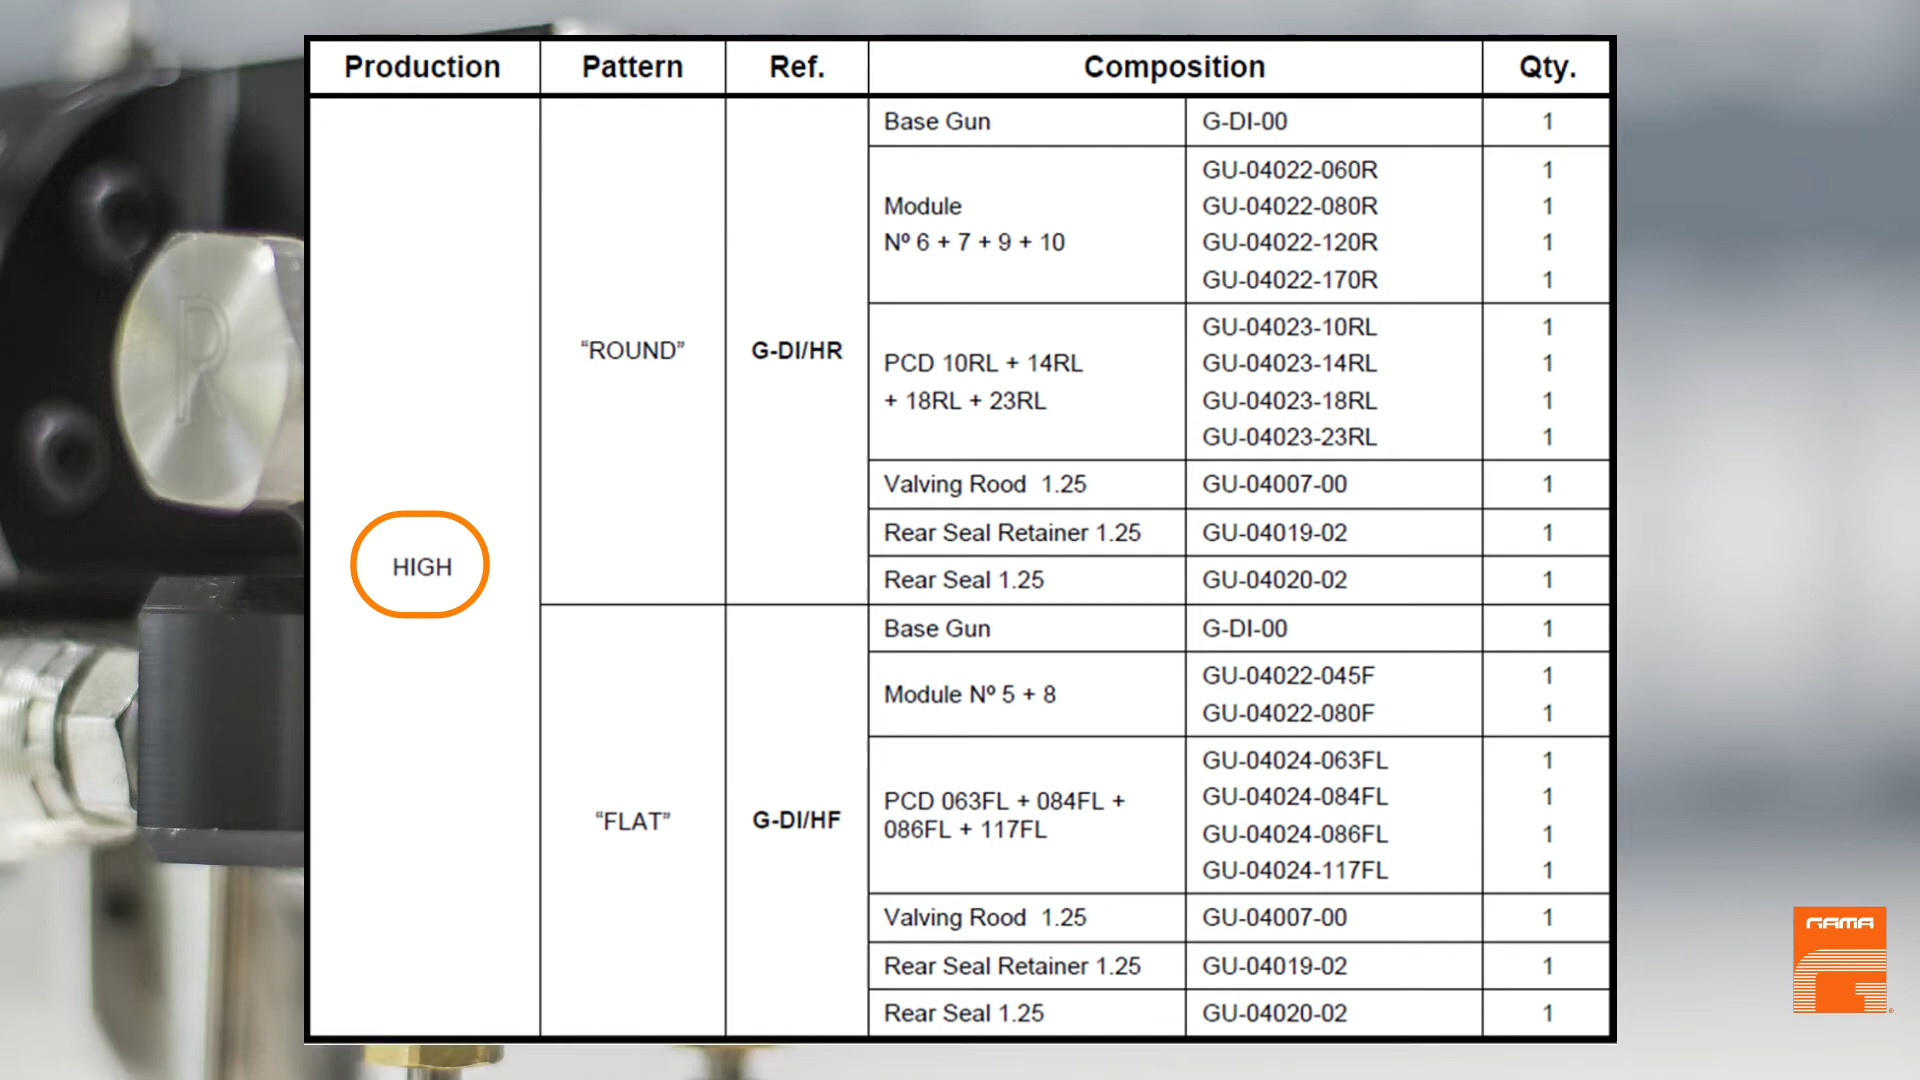 Production Pattern Ref. Composition Qty.
HIGH
“ROUND” G-DI/HR
Base Gun G-DI-00 1
Module
Nº 6 + 7 + 9 + 10
GU-04022-060R 1
GU-04022-080R 1
GU-04022-120R 1
GU-04022-170R 1
PCD 10RL + 14RL
+ 18RL + 23RL
GU-04023-10RL 1
GU-04023-14RL 1
GU-04023-18RL 1
GU-04023-23RL 1
Valving Rood 1.25 GU-04007-00 1
Rear Seal Retainer 1.25 GU-04019-02 1
Rear Seal 1.25 GU-04020-02 1
“FLAT” G-DI/HF
Base Gun G-DI-00 1
Module Nº 5 + 8
GU-04022-045F 1
GU-04022-080F 1
PCD 063FL + 084FL +
086FL + 117FL
GU-04024-063FL 1
GU-04024-084FL 1
GU-04024-086FL 1
GU-04024-117FL 1
Valving Rood 1.25 GU-04007-00 1
Rear Seal Retainer 1.25 GU-04019-02 1
Rear Seal 1.25 GU-04020-02 1
R
GAMA
G